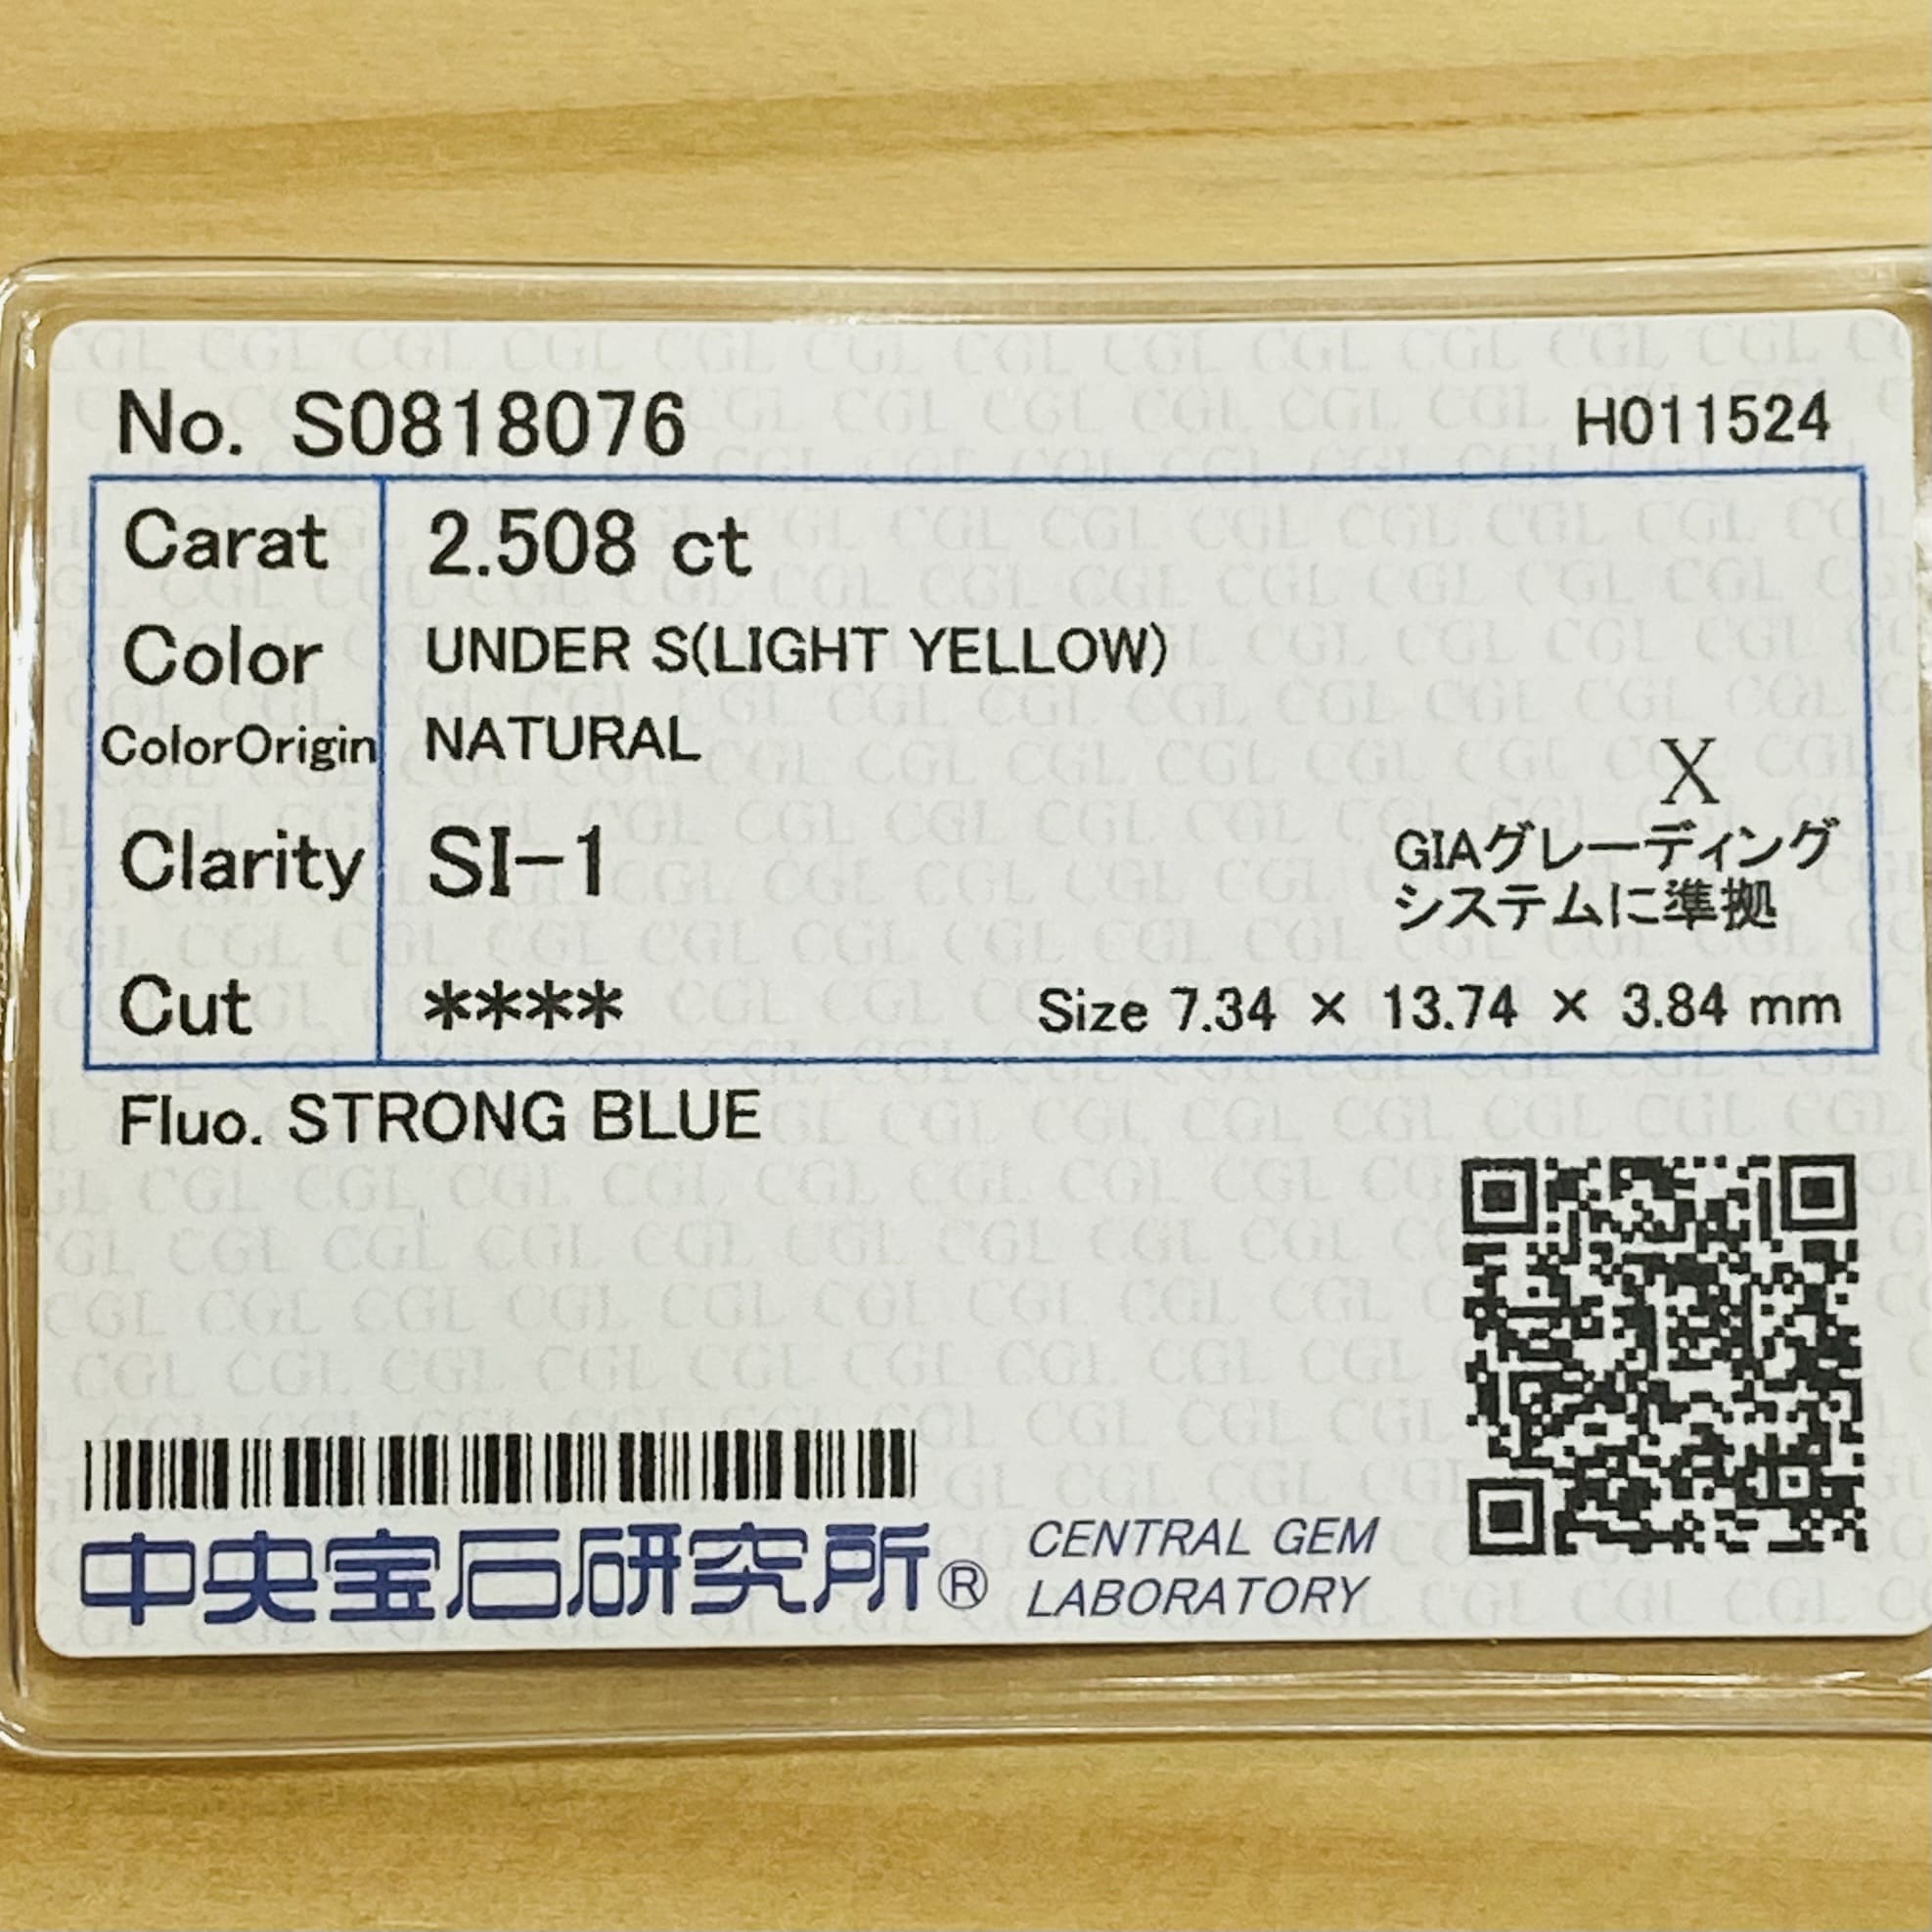 No. S0818076 H011524
Carat 2.508 ct
Color UNDER S(LIGHT YELLOW)
ColorOrigin NATURAL
X
Clarity SI-1 GIAグレーディング
システムに準拠
Cut **** Size 7.34 × 13.74 × 3.84 mm
Fluo. STRONG BLUE
中央宝石研究所® CENTRAL GEM
LABORATORY